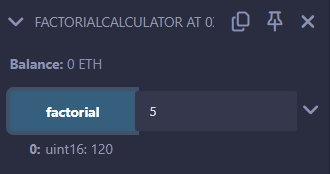 FACTORIALCALCULATOR AT 0
Balance: 0 ETH
factorial 5
0: uint16: 120